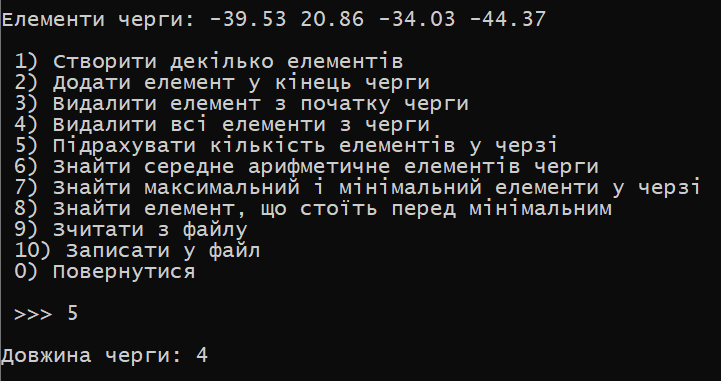 Елементи черги: -39.53 20.86 -34.03 -44.37
1) Створити декілька елементів
2) Додати елемент у кінець черги
3) Видалити елемент з початку черги
4) Видалити всі елементи з черги
5) Підрахувати кількість елементів у черзі
6) Знайти середне арифметичне елементів черги
7) Знайти максимальний і мінімальний елементи у черзі
8) Знайти елемент, що стоїть перед мінімальним
9) Зчитати з файлу
10) Записати у файл
0) Повернутися
>>> 5
Довжина черги: 4